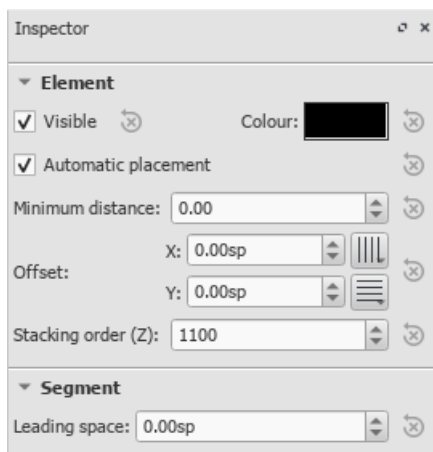 Inspector
Element
Visible Colour:
Automatic placement
Minimum distance: 0.00
X: 0.00sp
Offset:
Y: 0.00sp
Stacking order (Z): 1100
Segment
Leading space: 0.00sp